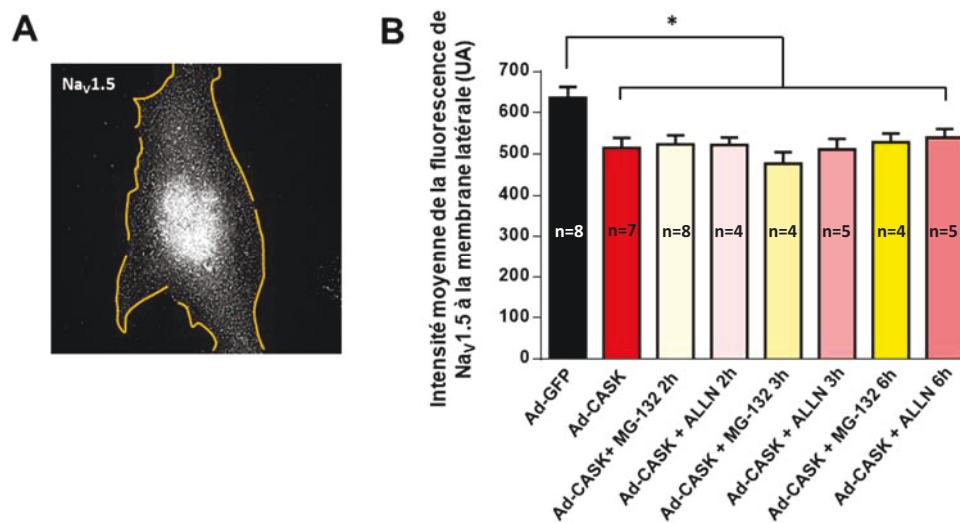 A
B
Nav1.5
Intensité moyenne de la fluorescence de
Nav1.5 à la membrane latérale (UA)
*
700
600
500
400
300
200
100
0
n=8
n=7
n=8
n=4
n=4
n=5
n=4
n=5
Ad-GFP
Ad-CASK
Ad-CASK+ MG-132 2h
Ad-CASK + ALLN 2h
Ad-CASK + MG-132 3h
Ad-CASK + ALLN 3h
Ad-CASK + MG-132 6h
Ad-CASK + ALLN 6h